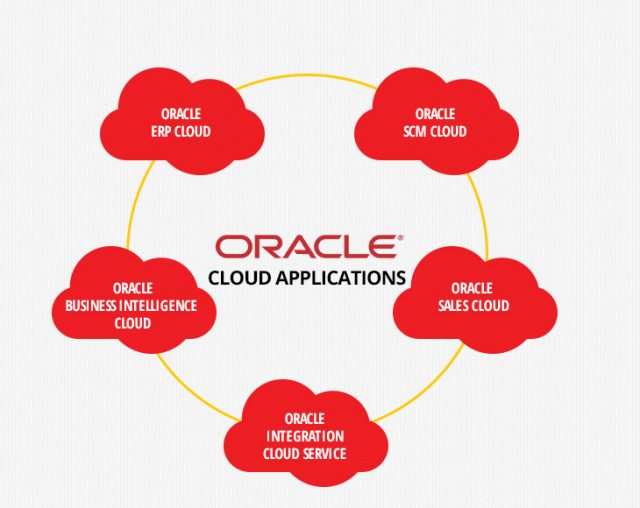 ORACLE
ERP CLOUD
ORACLE
SCM CLOUD
ORACLE®
CLOUD APPLICATIONS
ORACLE
BUSINESS INTELLIGENCE
CLOUD
ORACLE
SALES CLOUD
ORACLE
INTEGRATION
CLOUD SERVICE